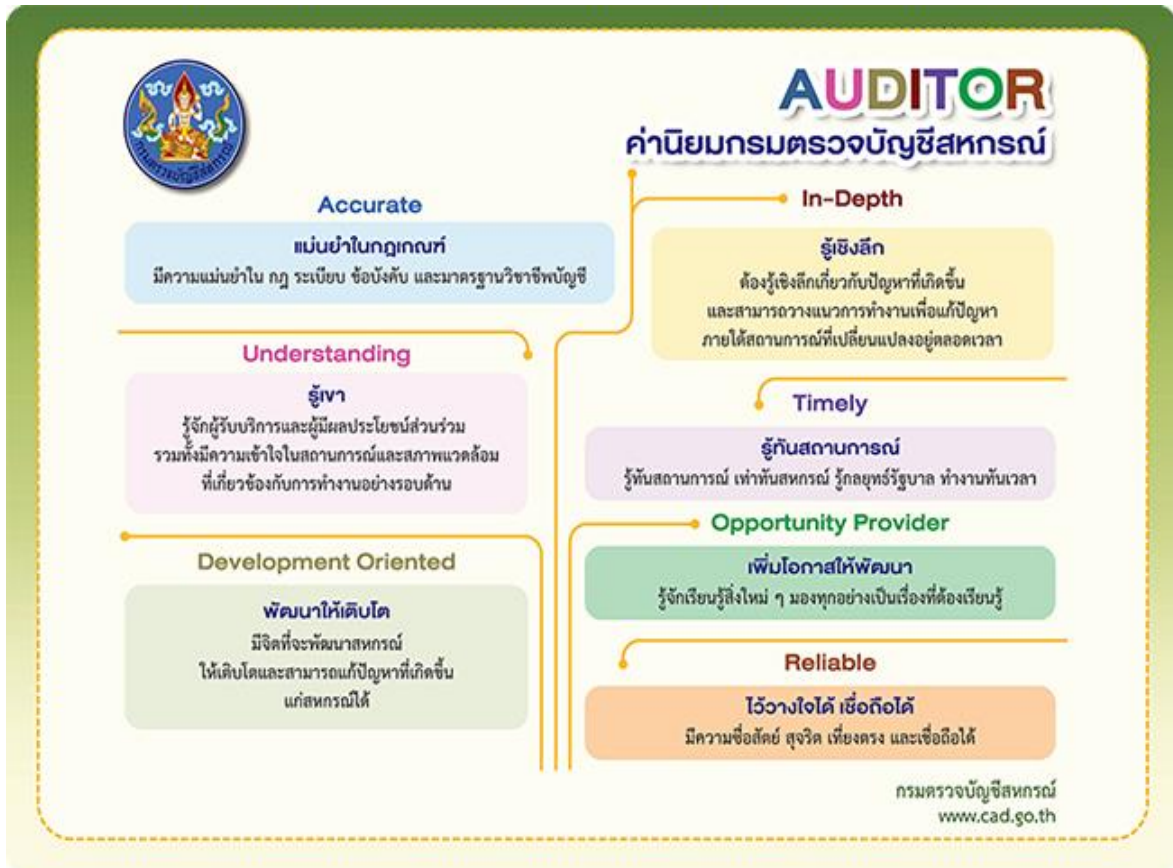 AUDITOR
ค่านิยมกรมตรวจบัญชีสหกรณ์
กรมตรวจบัญชีสหกรณ์
Accurate
แม่นยำในกฎเกณฑ์
มีความแม่นยำใน กฎ ระเบียบ ข้อบังคับ และมาตรฐานวิชาชีพบัญชี
Understanding
รู้เขา
รู้จักผู้รับบริการและผู้มีผลประโยชน์ส่วนร่วม
รวมทั้งมีความเข้าใจในสถานการณ์และสภาพแวดล้อม
ที่เกี่ยวข้องกับการทำงานอย่างรอบด้าน
Development Oriented
พัฒนาให้เติบโต
มีจิตที่จะพัฒนาสหกรณ์
ให้เติบโตและสามารถแก้ปัญหาที่เกิดขึ้น
แก่สหกรณ์ได้
In-Depth
รู้เชิงลึก
ต้องรู้เชิงลึกเกี่ยวกับปัญหาที่เกิดขึ้น
และสามารถวางแนวการทำงานเพื่อแก้ปัญหา
ภายใต้สถานการณ์ที่เปลี่ยนแปลงอยู่ตลอดเวลา
Timely
รู้ทันสถานการณ์
รู้ทันสถานการณ์ เท่าทันสหกรณ์ รู้กลยุทธ์รัฐบาล ทำงานทันเวลา
Opportunity Provider
เพิ่มโอกาสให้พัฒนา
รู้จักเรียนรู้สิ่งใหม่ ๆ มองทุกอย่างเป็นเรื่องที่ต้องเรียนรู้
Reliable
ไว้วางใจได้ เชื่อถือได้
มีความซื่อสัตย์ สุจริต เที่ยงตรง และเชื่อถือได้
กรมตรวจบัญชีสหกรณ์
www.cad.go.th